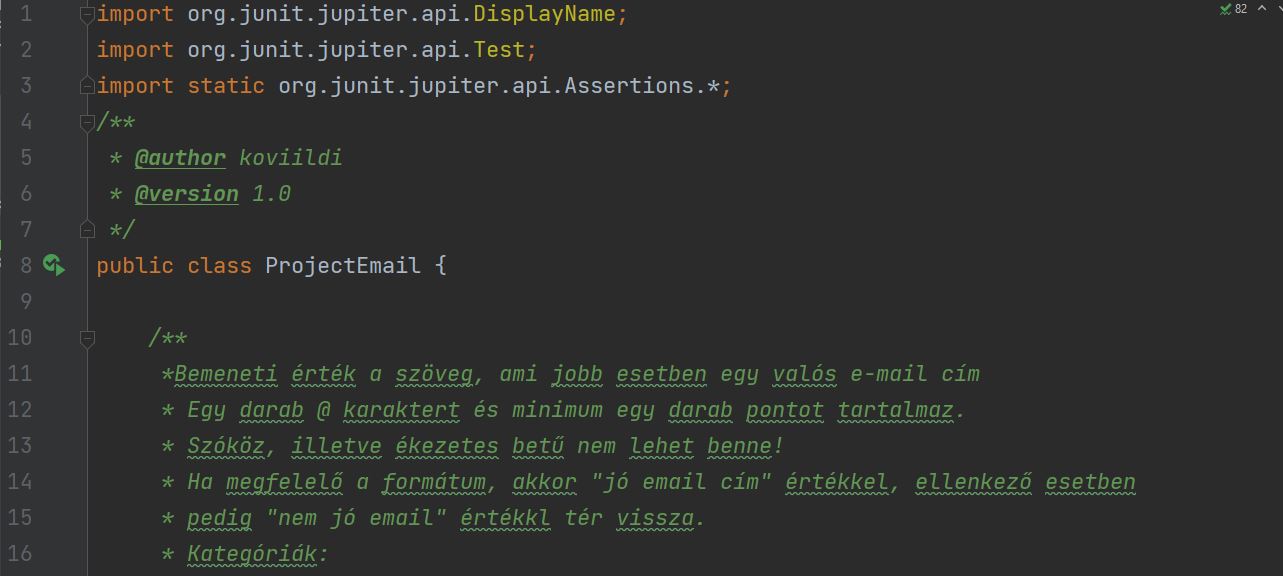 1 import org.junit.jupiter.api.DisplayName; 82
2 import org.junit.jupiter.api.Test;
3 import static org.junit.jupiter.api.Assertions.*;
4 /**
5 * @author koviildi
6 * @version 1.0
7 */
8 public class ProjectEmail {
9
10 /**
11 *Bemeneti érték a szöveg, ami jobb esetben egy valós e-mail cím
12 * Egy darab @ karaktert és minimum egy darab pontot tartalmaz.
13 * Szóköz, illetve ékezetes betű nem lehet benne!
14 * Ha megfelelő a formátum, akkor "jó email cím" értékkel, ellenkező esetben
15 * pedig "nem jó email" értékkl tér vissza.
16 * Kategóriák: